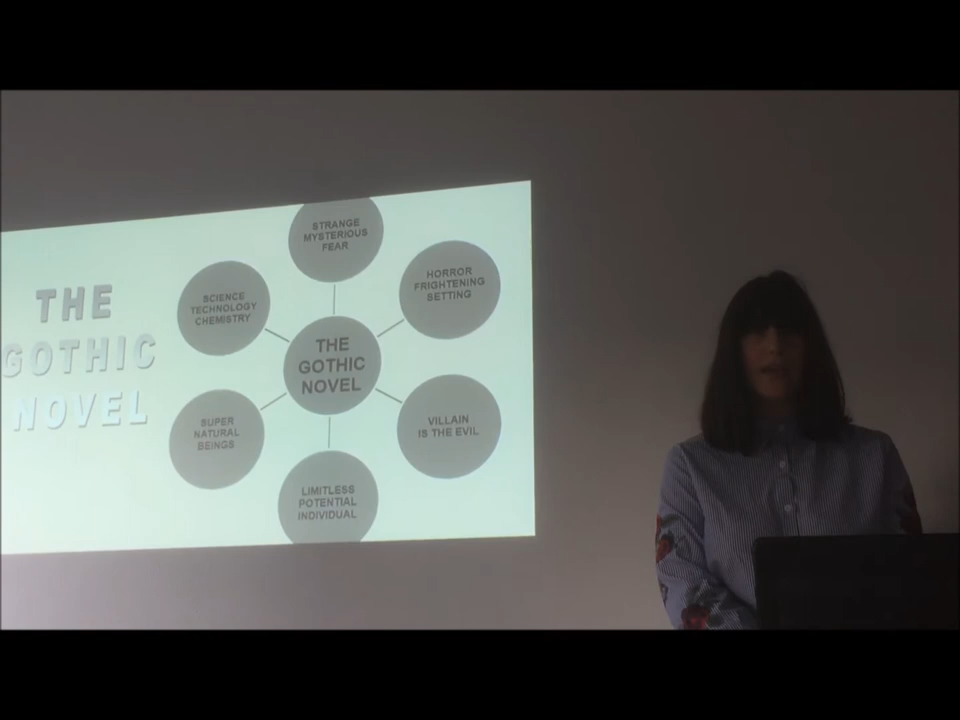 THE
GOTHIC
NOVEL
STRANGE
MYSTERIOUS
FEAR
HORROR
FRIGHTENING
SETTING
VILLAIN
IS THE EVIL
LIMITLESS
POTENTIAL
INDIVIDUAL
SUPER
NATURAL
BEINGS
SCIENCE
TECHNOLOGY
CHEMISTRY
THE
GOTHIC
NOVEL